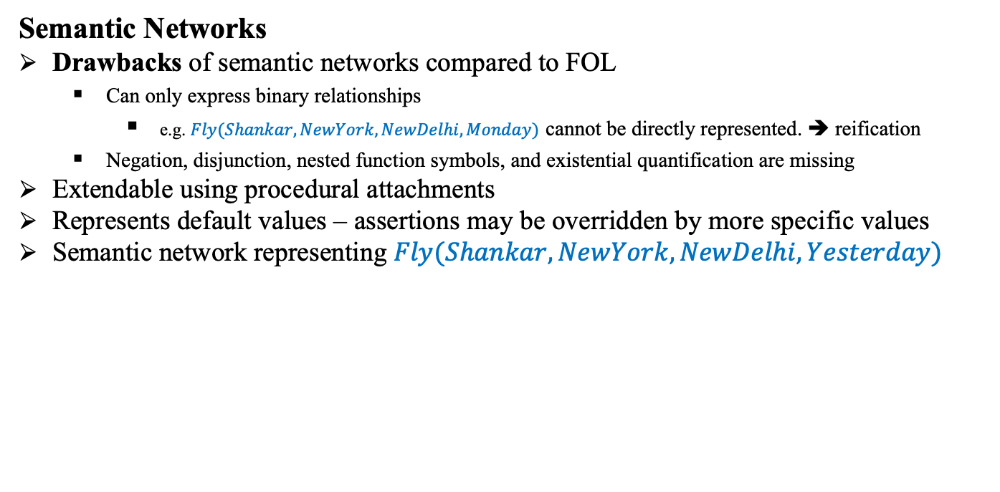 Semantic Networks
➢ Drawbacks of semantic networks compared to FOL
▪ Can only express binary relationships
▪ e.g. Fly(Shankar, NewYork, NewDelhi, Monday) cannot be directly represented. ➔ reification
▪ Negation, disjunction, nested function symbols, and existential quantification are missing
➢ Extendable using procedural attachments
➢ Represents default values – assertions may be overridden by more specific values
➢ Semantic network representing Fly(Shankar, NewYork, NewDelhi, Yesterday)